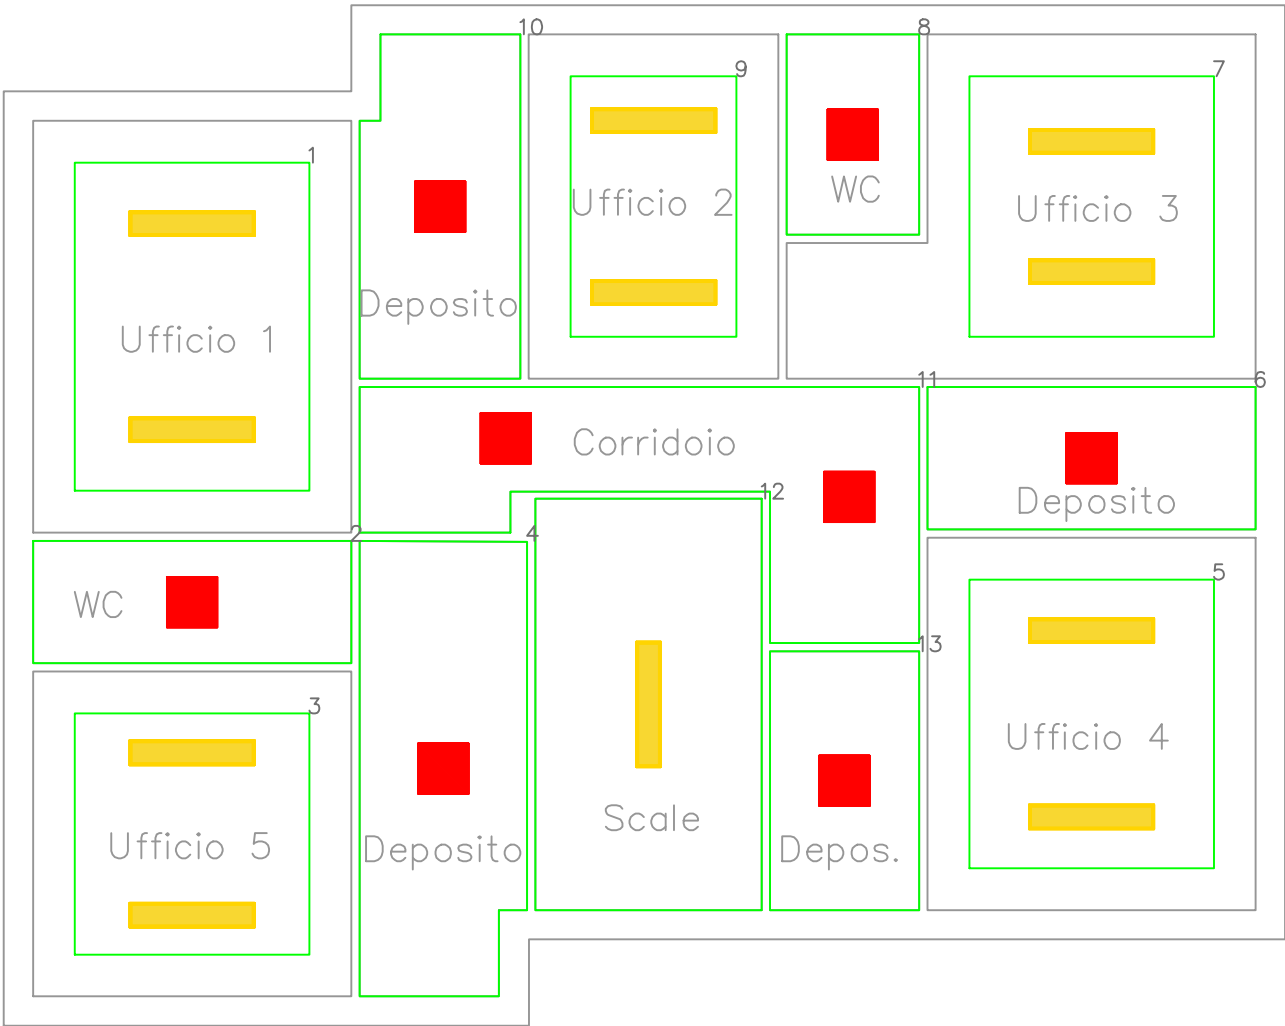 10
8
9
7
1
Ufficio 2
WC
Ufficio 3
Deposito
Ufficio 1
11
6
Corridoio
12
Deposito
2
4
5
WC
13
3
Ufficio 4
Scale
Ufficio 5
Deposito
Depos.